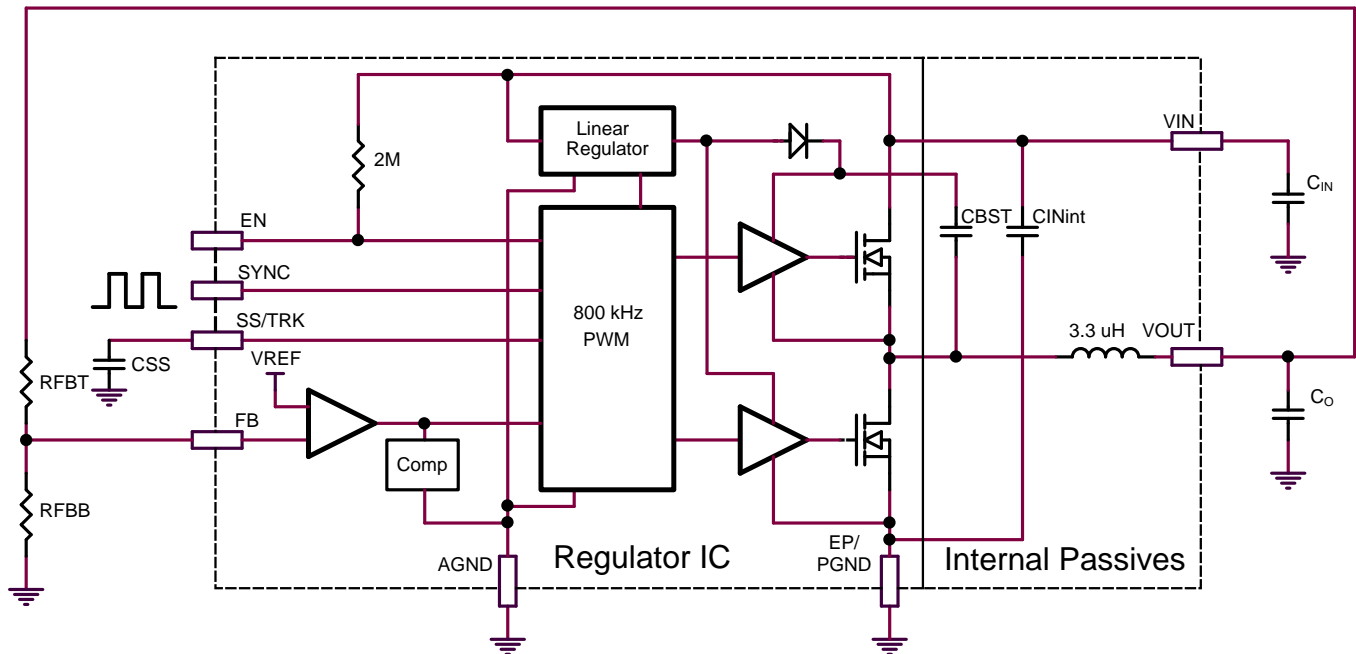 Linear
Regulator
VIN
2M
CIN
EN
CBST
CINint
SYNC
800 kHz
PWM
SS/TRK
3.3 uH
VOUT
VREF
CSS
RFBT
FB
CO
Comp
RFBB
EP/
PGND
AGND
Regulator IC
Internal Passives